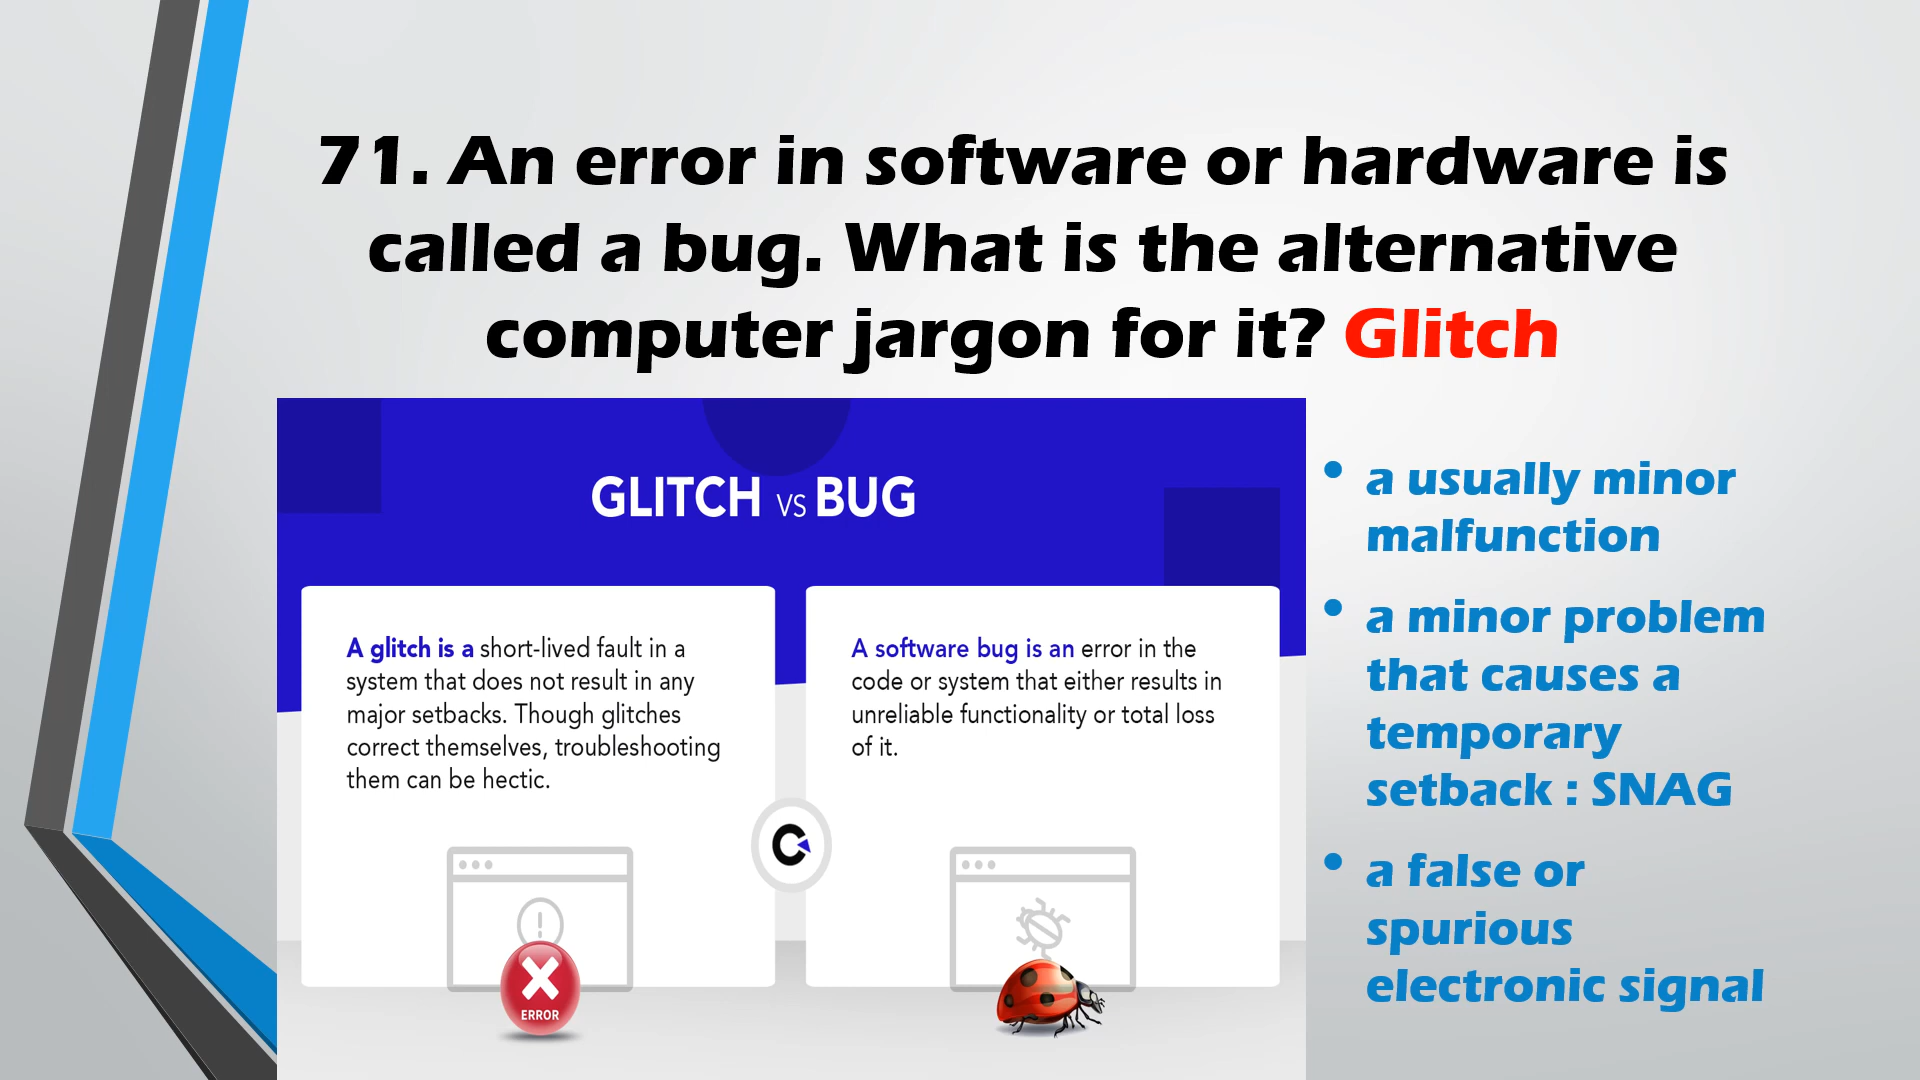 71. An error in software or hardware is
called a bug. What is the alternative
computer jargon for it? Glitch
GLITCH VS BUG
A glitch is a short-lived fault in a
system that does not result in any
major setbacks. Though glitches
correct themselves, troubleshooting
them can be hectic.
A software bug is an error in the
code or system that either results in
unreliable functionality or total loss
of it.
ERROR
• a usually minor
malfunction
• a minor problem
that causes a
temporary
setback : SNAG
• a false or
spurious
electronic signal